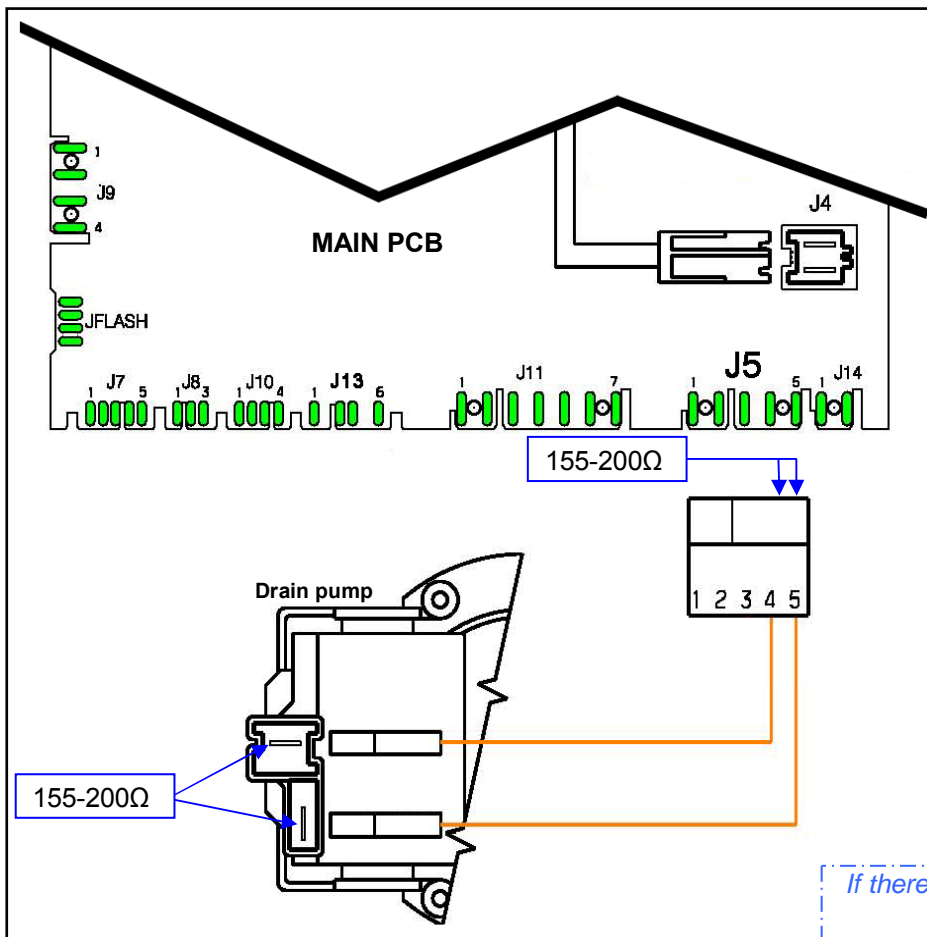 J4
1
J9
4
MAIN PCB
JFLASH
J7
1 5
J8
1 3
J10
1 4
J13
1 6
J11
1 7
J5
1 5
J14
1
155-200Ω
1 2 3 4 5
Drain pump
155-200Ω
If there